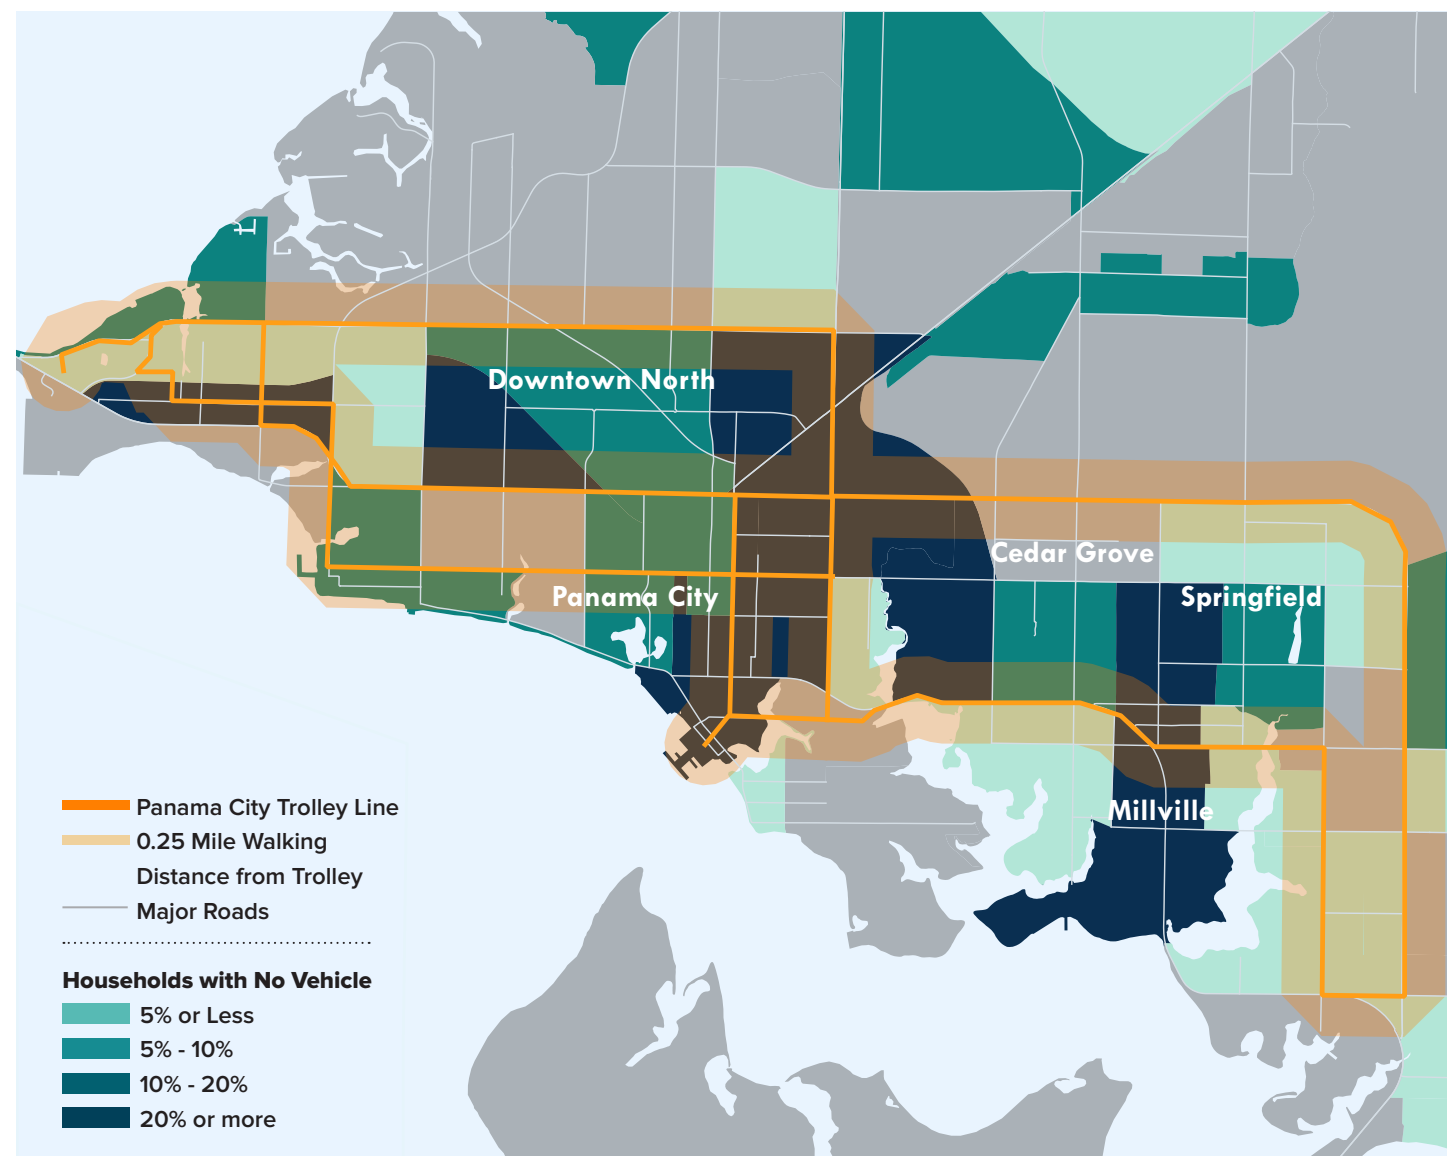 Downtown North
Cedar Grove
Panama City
Springfield
Millville
Panama City Trolley Line
0.25 Mile Walking
Distance from Trolley
Major Roads
Households with No Vehicle
5% or Less
5% - 10%
10% - 20%
20% or more